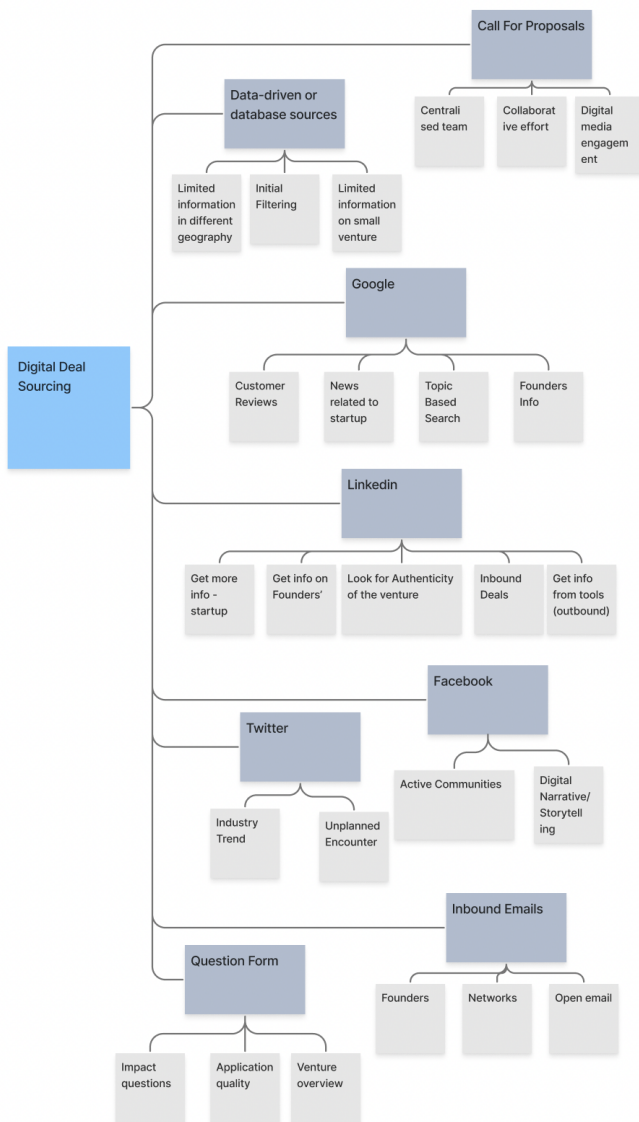 Call For Proposals
Centrali
sed team
Collaborat
ive effort
Digital
media
engagem
ent
Data-driven or
database sources
Limited
information
in different
geography
Initial
Filtering
Limited
information
on small
venture
Google
Customer
Reviews
News
related to
startup
Topic
Based
Search
Founders
Info
Digital Deal
Sourcing
Linkedin
Get more
info -
startup
Get info on
Founders’
Look for Authenticity
of the venture
Inbound
Deals
Get info
from tools
(outbound)
Facebook
Active Communities
Digital
Narrative/
Storytell
ing
Twitter
Industry
Trend
Unplanned
Encounter
Inbound Emails
Founders
Networks
Open email
Question Form
Impact
questions
Application
quality
Venture
overview